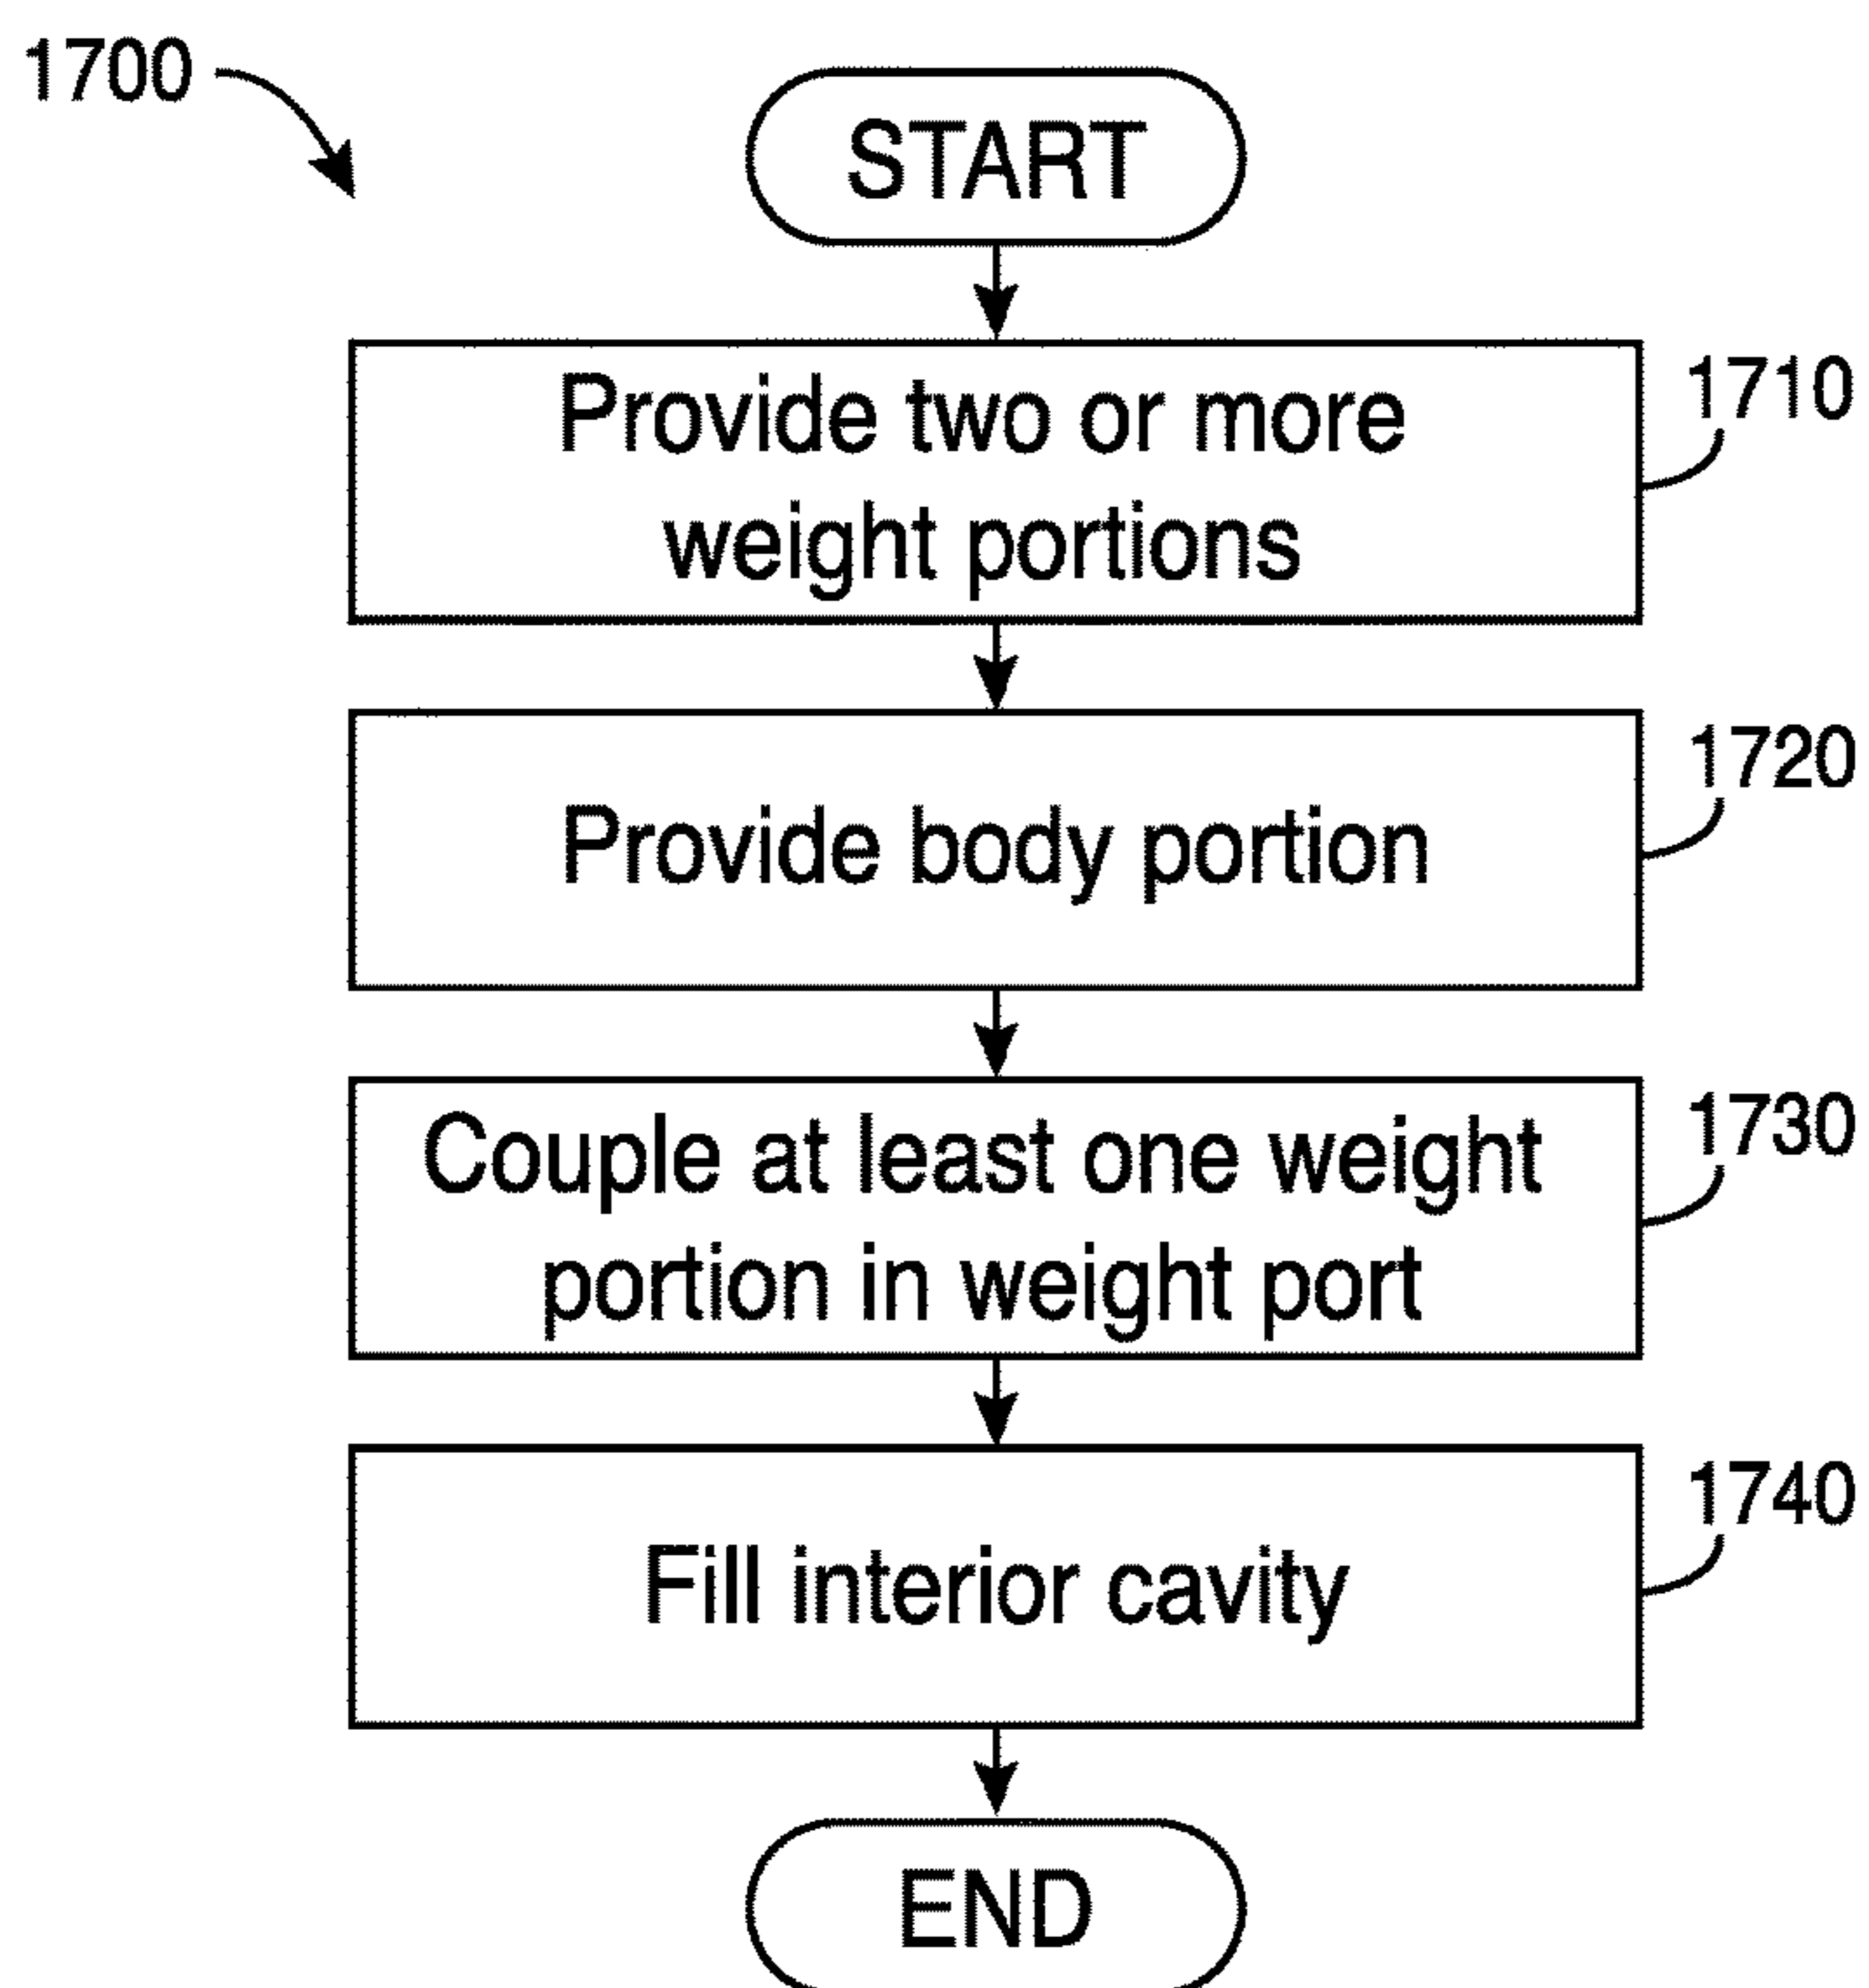 1700
START
Provide two or more
weight portions
1710
Provide body portion
1720
Couple at least one weight
portion in weight port
1730
Fill interior cavity
1740
END